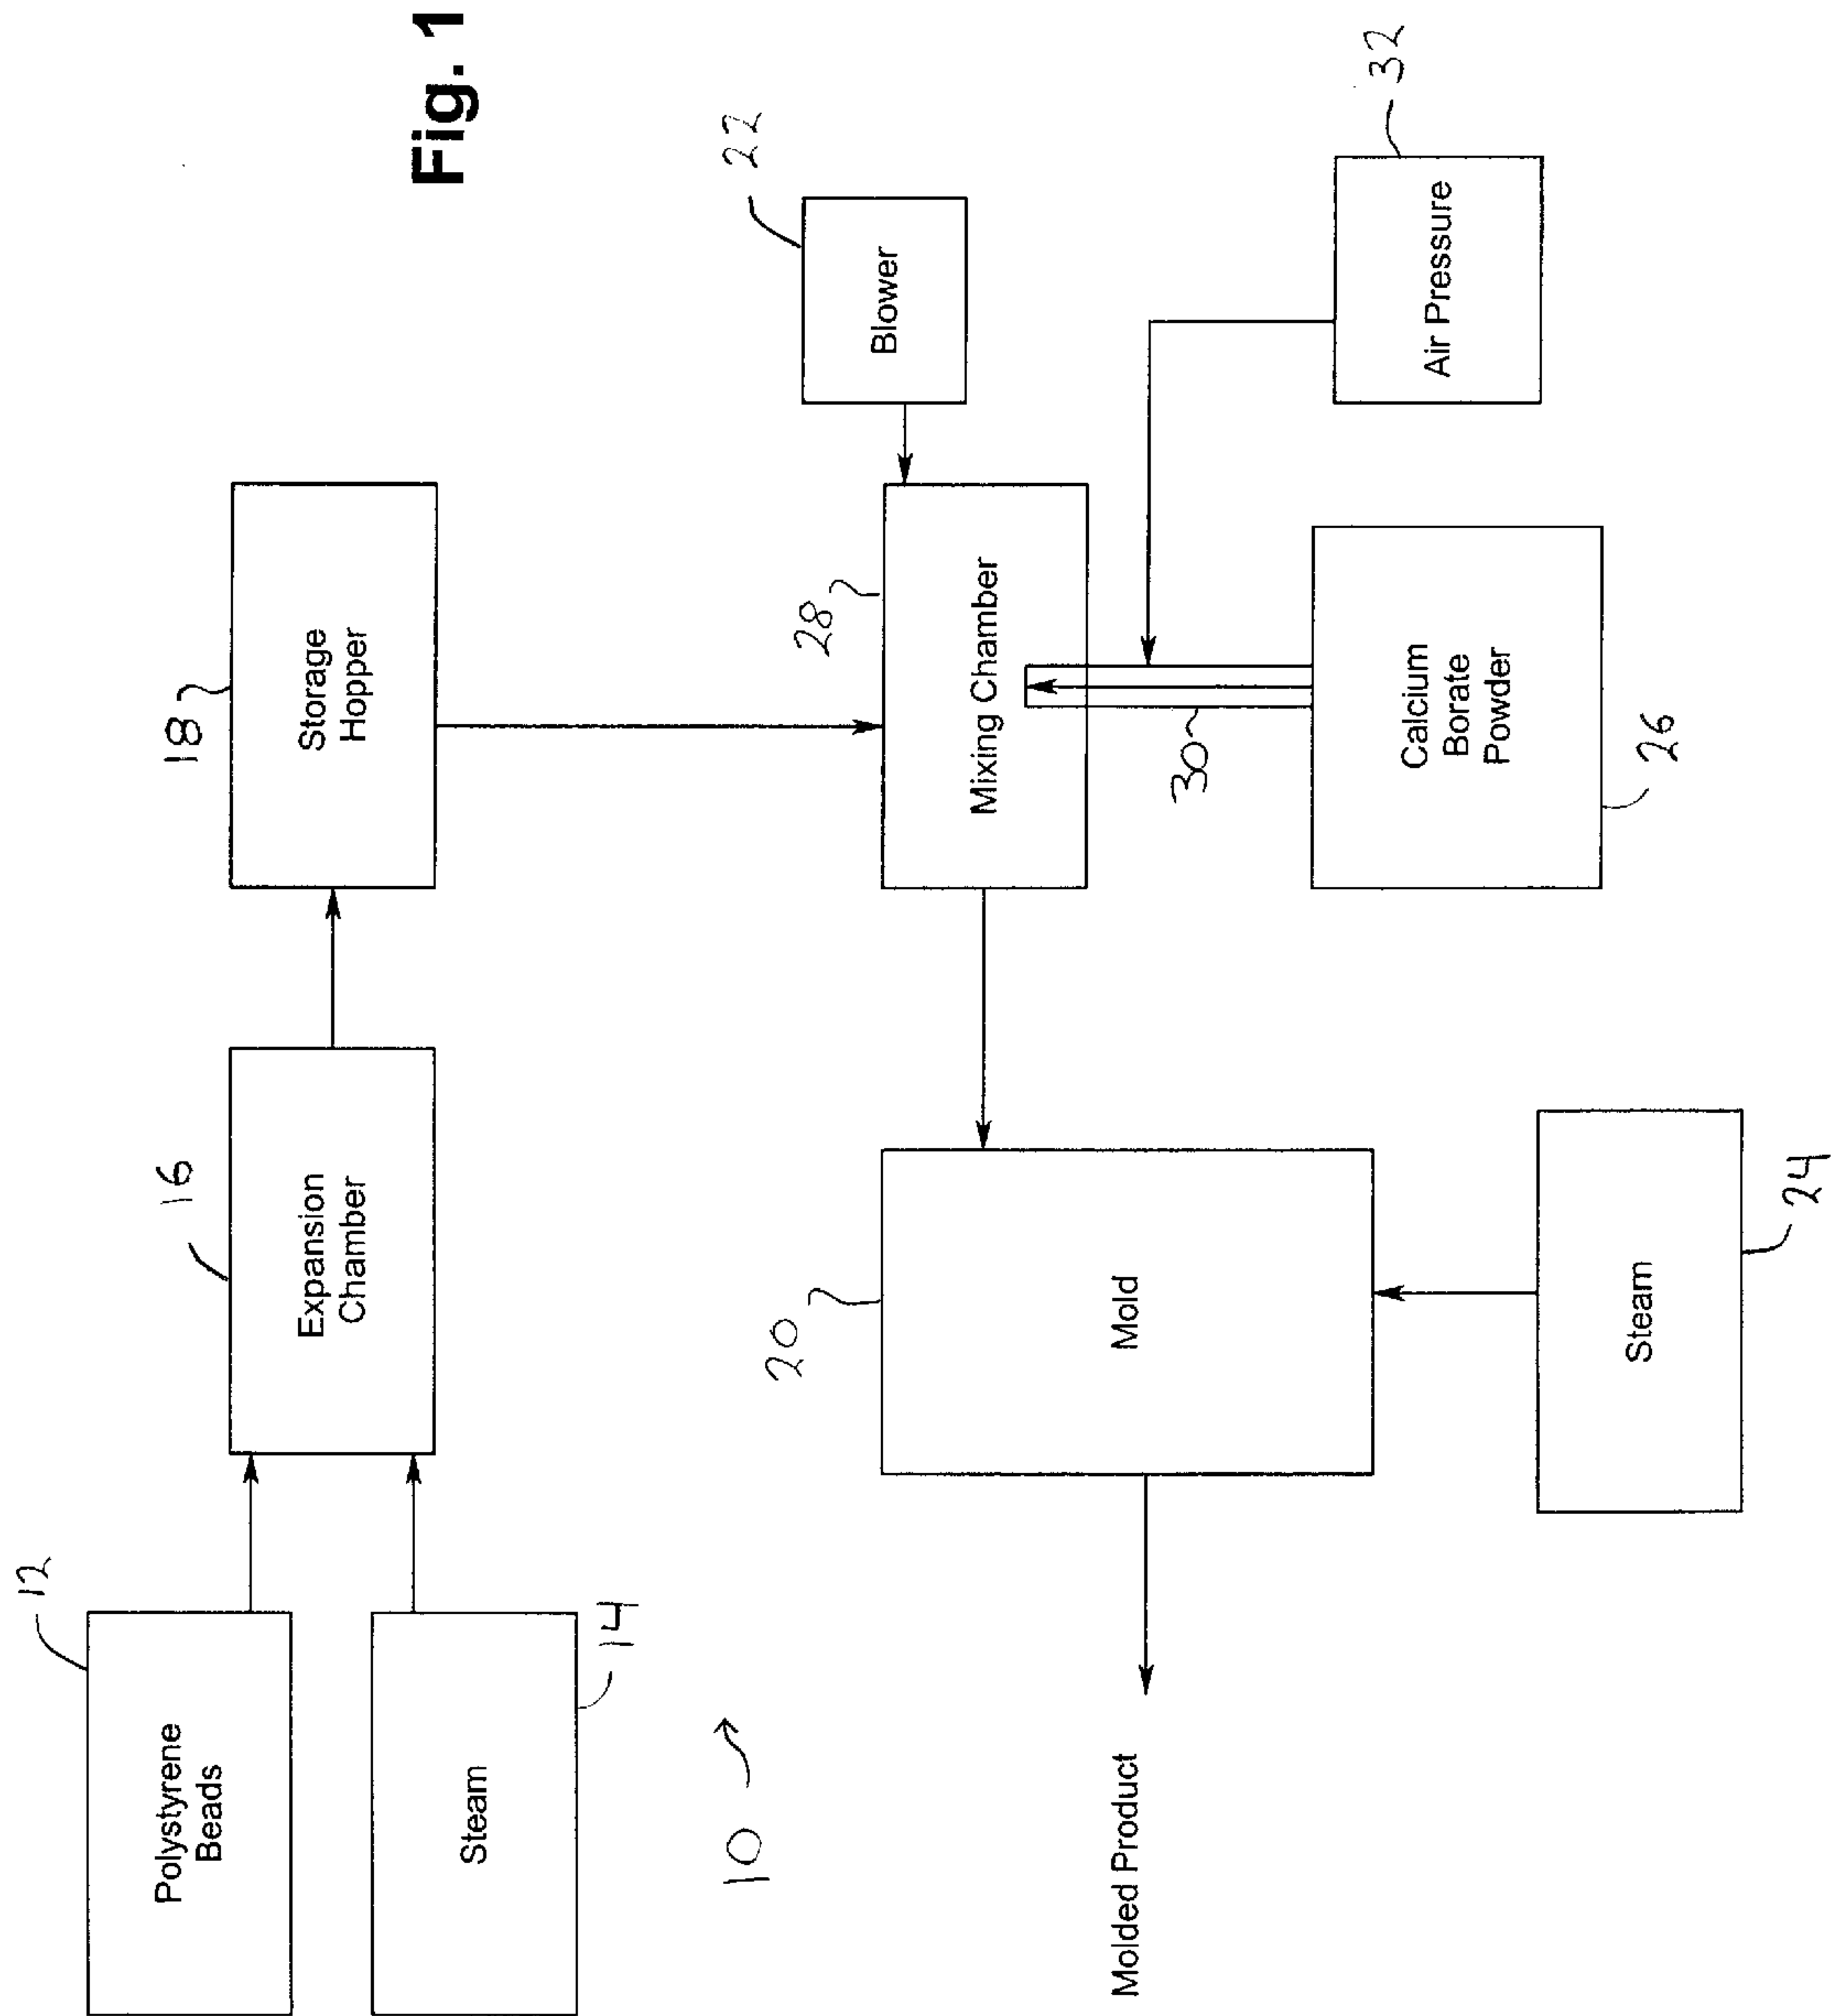 Fig. 1
12
Polystyrene
Beads
Steam
14
16
Expansion
Chamber
18
Storage
Hopper
10
22
Blower
28
Mixing Chamber
30
Calcium
Borate
Powder
26
Air Pressure
32
20
Mold
Steam
24
Molded Product